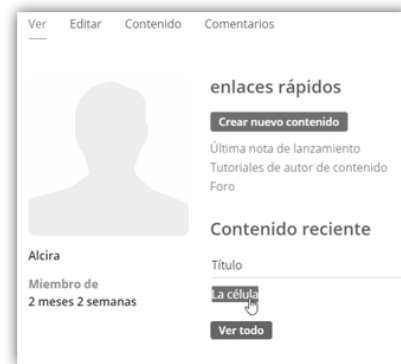 Ver Editar Contenido Comentarios
enlaces rápidos
Crear nuevo contenido
Última nota de lanzamiento
Tutoriales de autor de contenido
Foro
Contenido reciente
Título
La célula
Ver todo
Alcira
Miembro de
2 meses 2 semanas